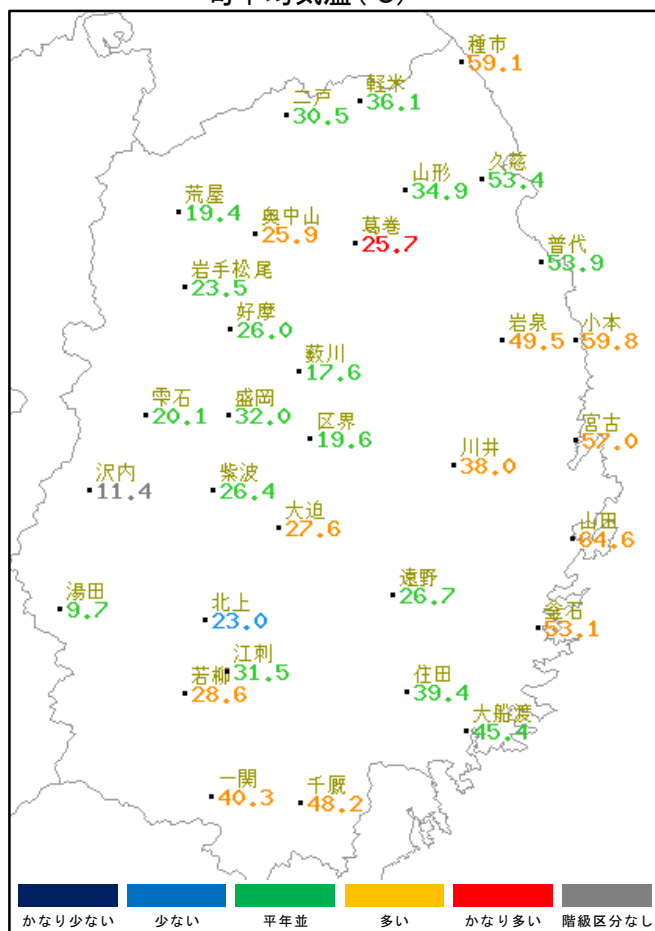 種市
59.1
軽米
36.1
二戸
30.5
久慈
53.4
山形
34.9
荒屋
19.4
奥中山
25.9
葛巻
25.7
普代
53.9
岩手松尾
23.5
好摩
26.0
岩泉
49.5
小本
59.8
薮川
17.6
雫石
20.1
盛岡
32.0
区界
19.6
宮古
57.0
川井
38.0
沢内
11.4
紫波
26.4
大迫
27.6
山田
64.6
湯田
9.7
北上
23.0
遠野
26.7
釜石
53.1
江刺
31.5
若柳
28.6
住田
39.4
大船渡
45.4
一関
40.3
千厩
48.2
かなり少ない 少ない 平年並 多い かなり多い 階級区分なし